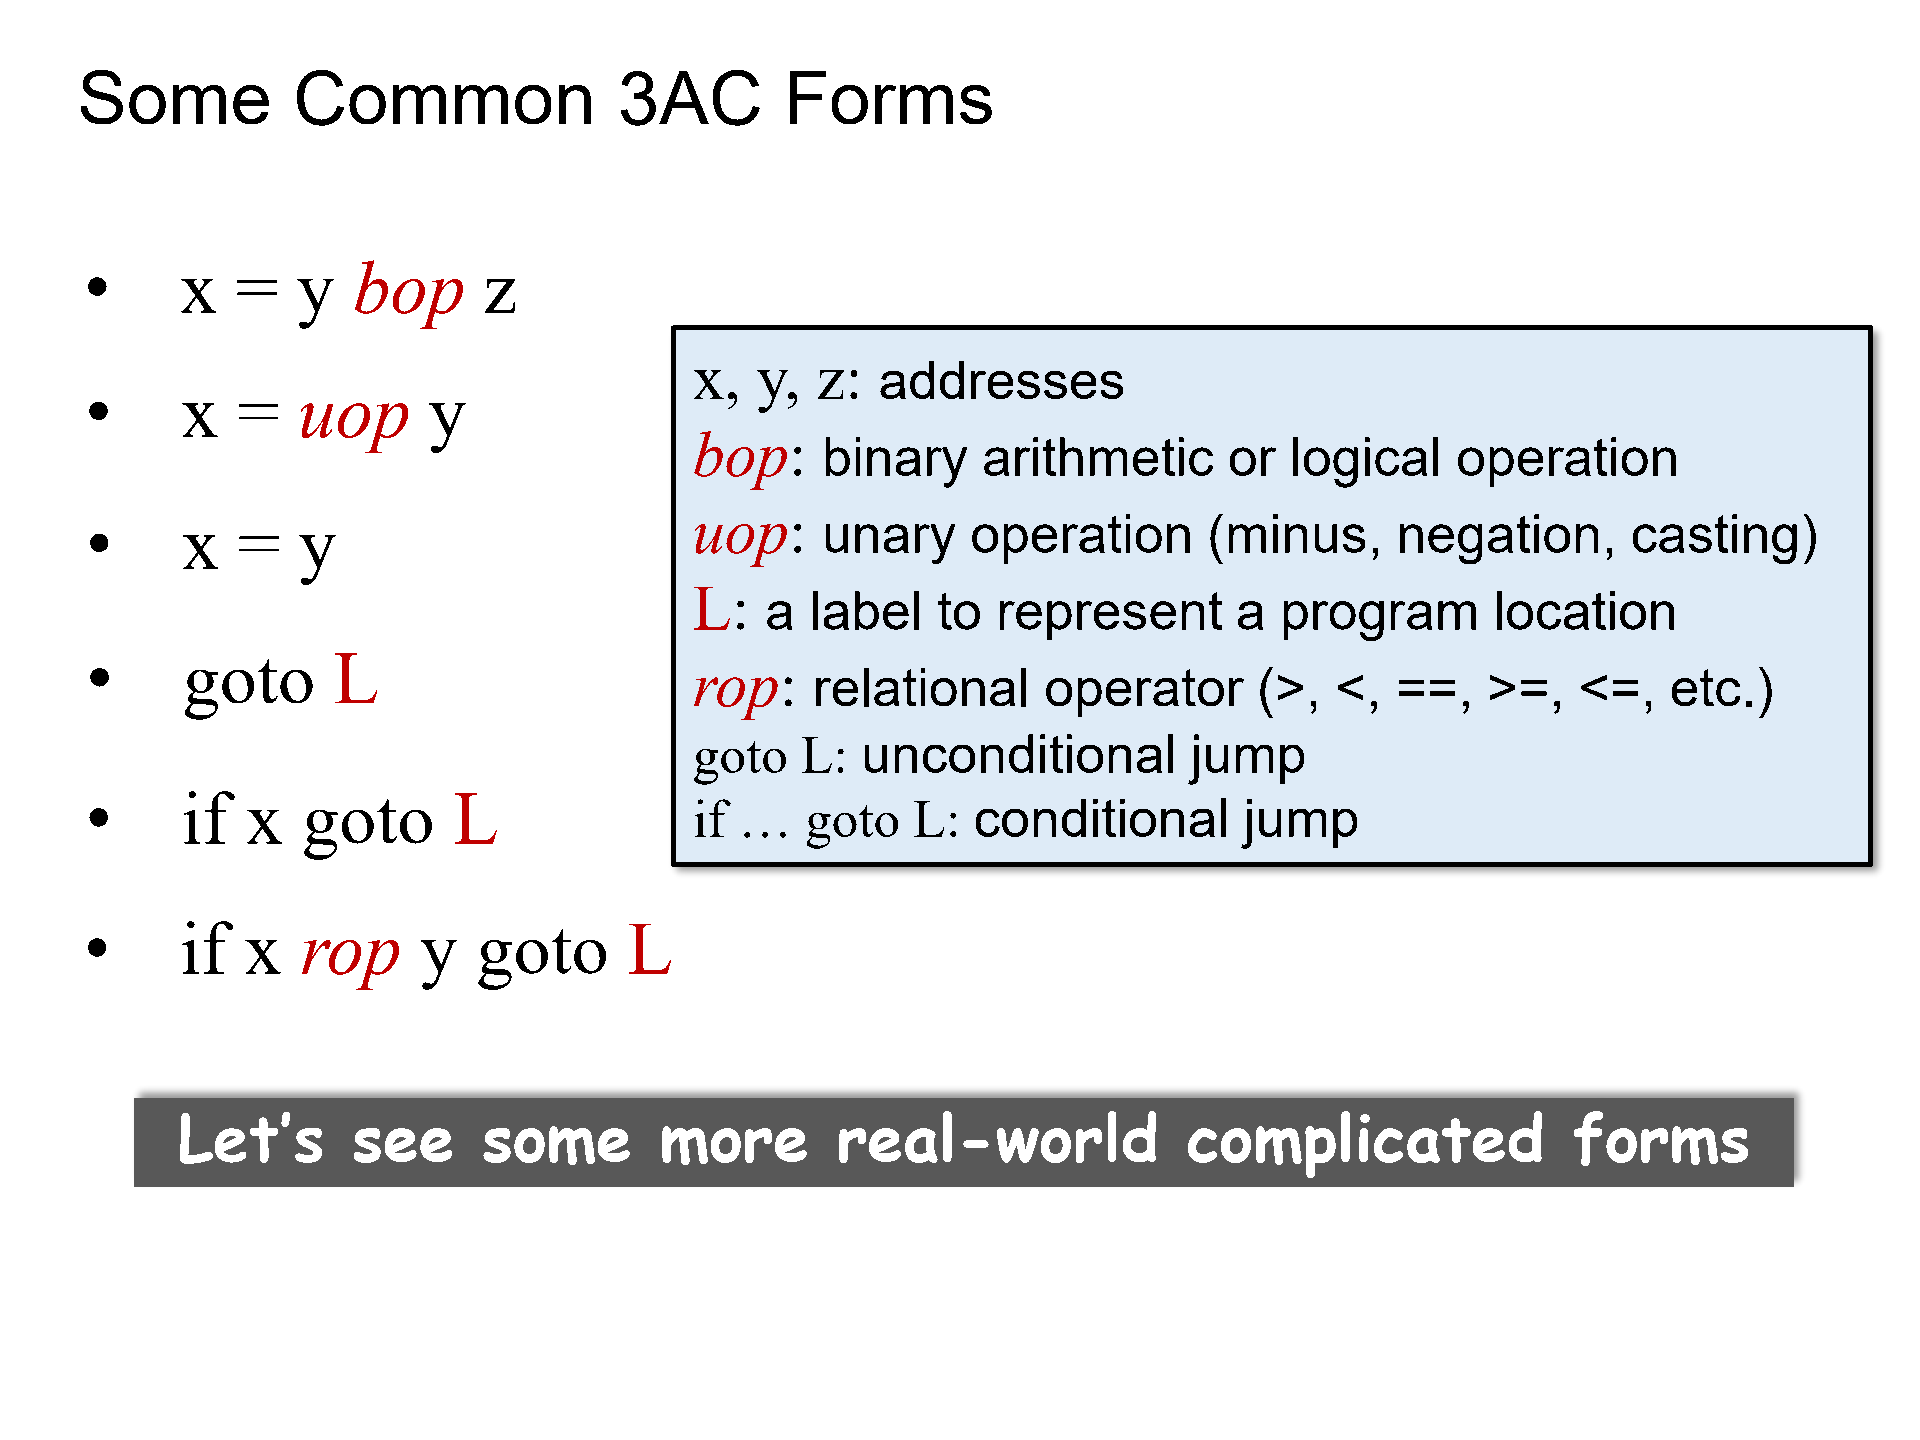 Some Common 3AC Forms
• x = y bop z
• x = uop y
• x = y
• goto L
• if x goto L
• if x rop y goto L
x, y, z: addresses
bop: binary arithmetic or logical operation
uop: unary operation (minus, negation, casting)
L: a label to represent a program location
rop: relational operator (>, <, ==, >=, <=, etc.)
goto L: unconditional jump
if … goto L: conditional jump
Let’s see some more real-world complicated forms